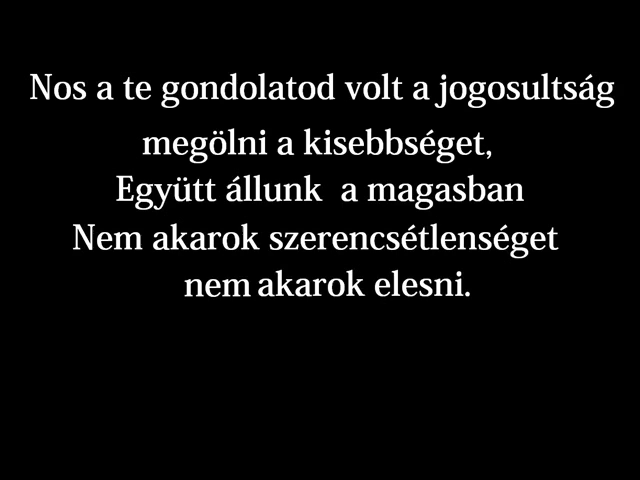 Nos a te gondolatod volt a jogosultság
megölni a kisebbséget,
Együtt állunk a magasban
Nem akarok szerencsétlenséget
nem akarok elesni.